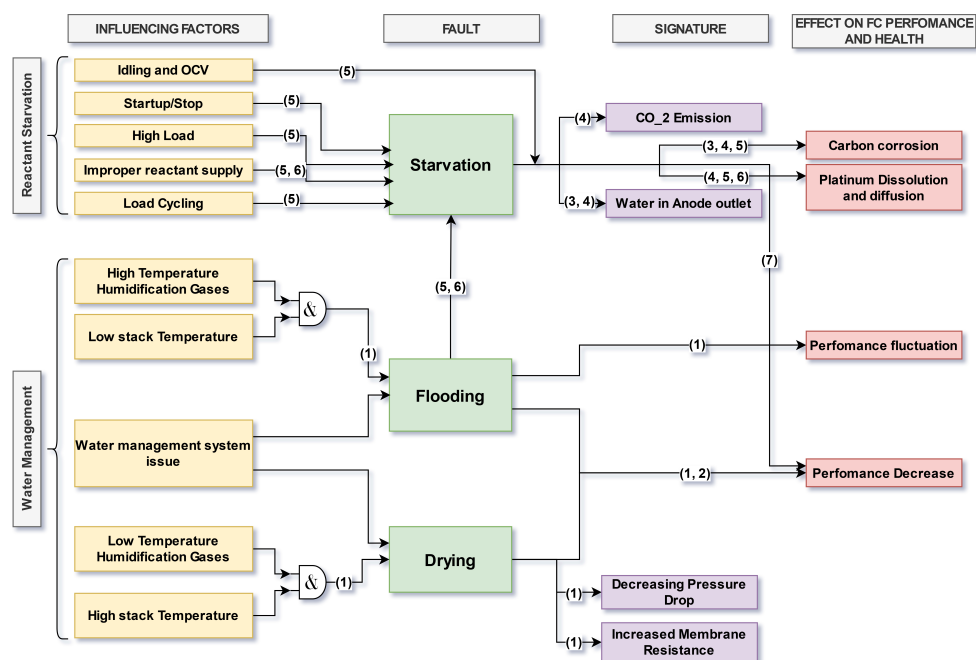 INFLUENCING FACTORS
FAULT
SIGNATURE
EFFECT ON FC PERFOMANCE
AND HEALTH
Reactant Starvation
Idling and OCV
(5)
Startup/Stop
(5)
High Load
(5)
Improper reactant supply
(5, 6)
Load Cycling
(5)
Starvation
(4)
CO_2 Emission
(3, 4)
Water in Anode outlet
(3, 4, 5)
Carbon corrosion
(4, 5, 6)
Platinum Dissolution
and diffusion
(7)
(5, 6)
Water Management
High Temperature
Humidification Gases
Low stack Temperature
&
(1)
Flooding
(1)
Perfomance fluctuation
Water management system
issue
(1, 2)
Perfomance Decrease
Low Temperature
Humidification Gases
High stack Temperature
&
(1)
Drying
(1)
Decreasing Pressure
Drop
(1)
Increased Membrane
Resistance